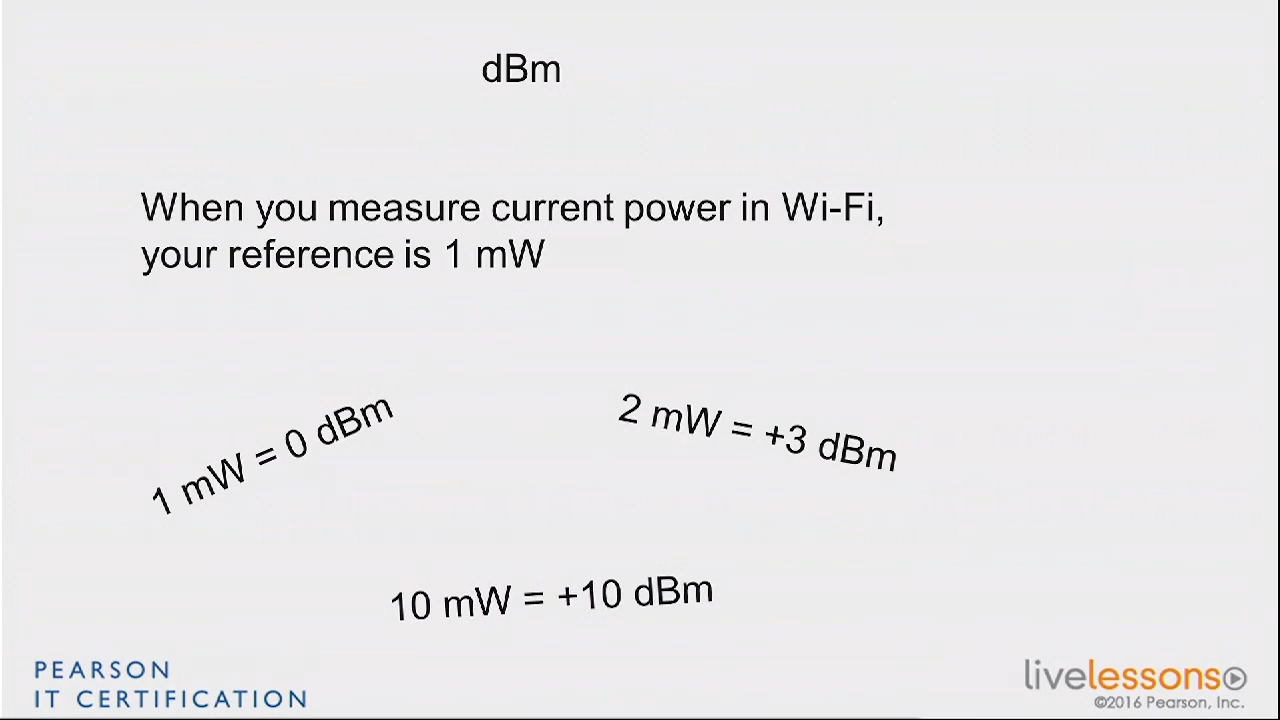 dBm
When you measure current power in Wi-Fi,
your reference is 1 mW
1 mW = 0 dBm
2 mW = +3 dBm
10 mW = +10 dBm
PEARSON
IT CERTIFICATION
livelessons
©2016 Pearson, Inc.